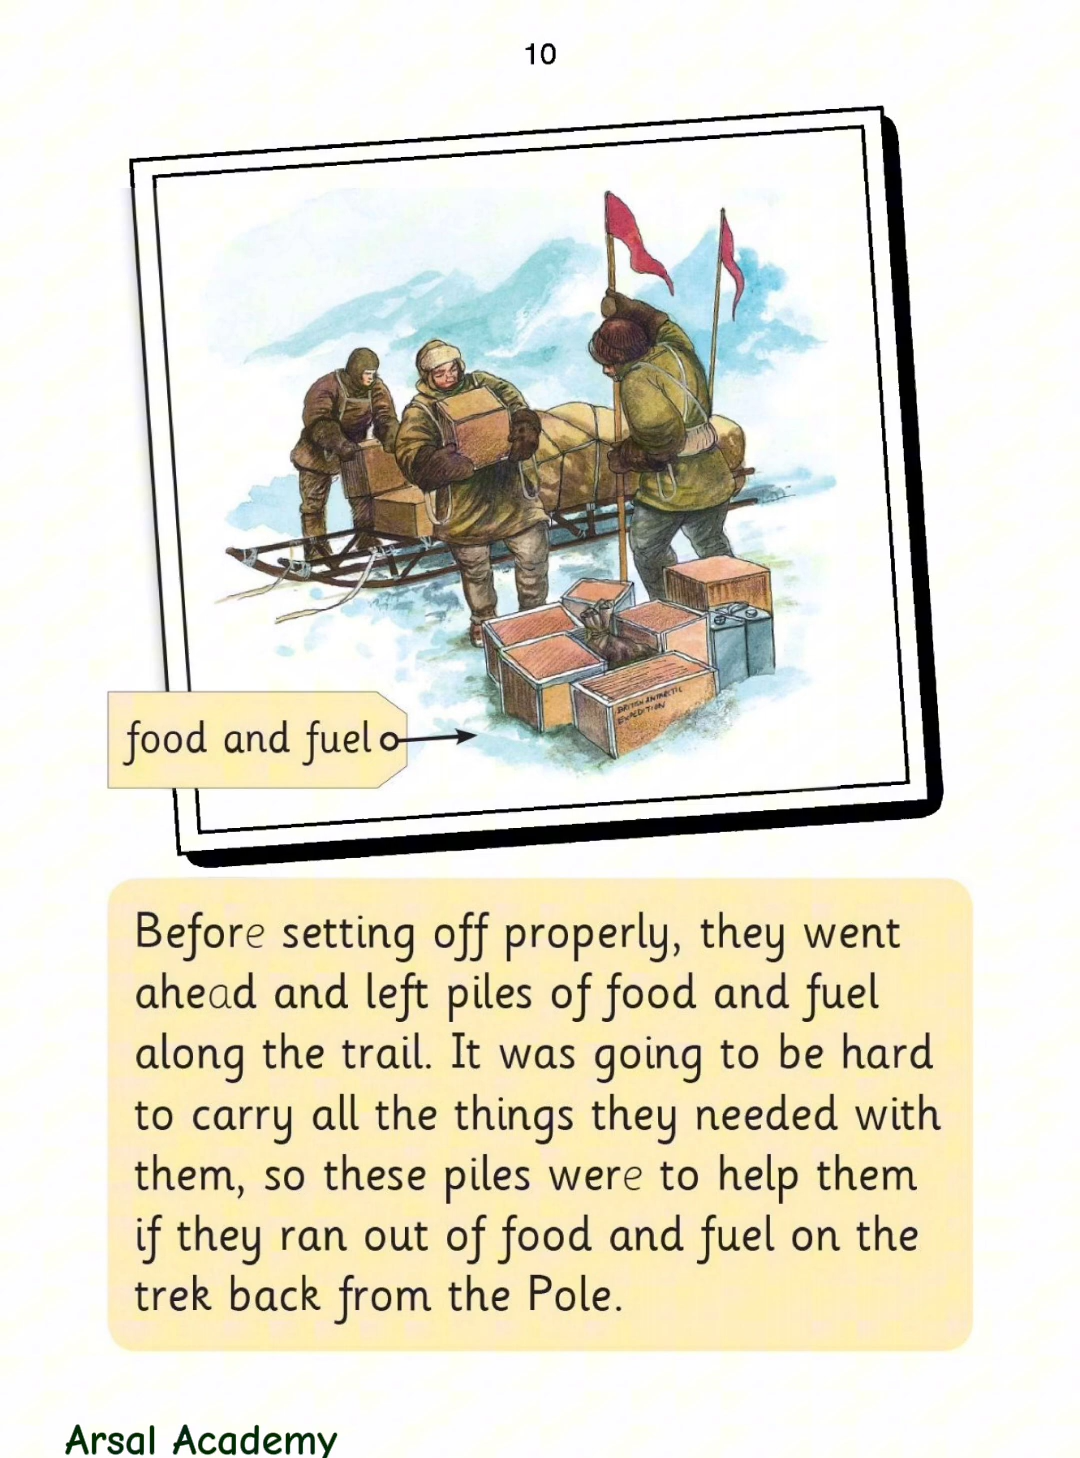 10
food and fuel
BRITISH ANTARCTIC
EXPEDITION
Before setting off properly, they went
ahead and left piles of food and fuel
along the trail. It was going to be hard
to carry all the things they needed with
them, so these piles were to help them
if they ran out of food and fuel on the
trek back from the Pole.
Arsal Academy